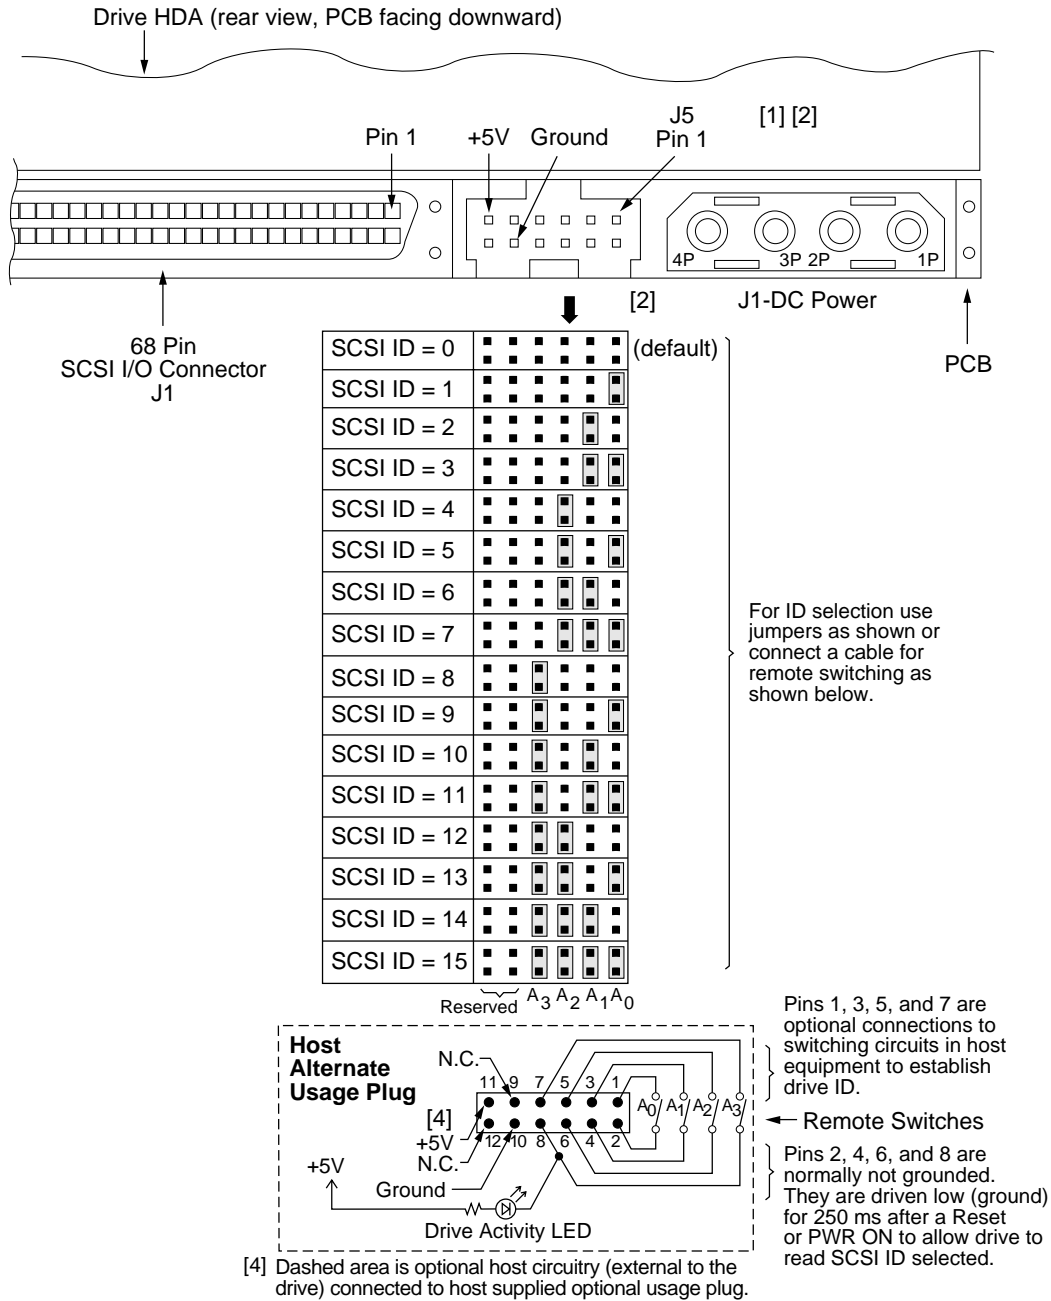 Drive HDA (rear view, PCB facing downward)
[1] [2]
J5
Pin 1
+5V
Ground
Pin 1
4P
3P
2P
1P
[2]
J1-DC Power
68 Pin
SCSI I/O Connector
J1
PCB
SCSI ID = 0
(default)
SCSI ID = 1
SCSI ID = 2
SCSI ID = 3
SCSI ID = 4
SCSI ID = 5
SCSI ID = 6
SCSI ID = 7
SCSI ID = 8
SCSI ID = 9
SCSI ID = 10
SCSI ID = 11
SCSI ID = 12
SCSI ID = 13
SCSI ID = 14
SCSI ID = 15
For ID selection use
jumpers as shown or
connect a cable for
remote switching as
shown below.
Reserved A3 A2 A1 A0
Host
Alternate
Usage Plug
N.C.
11 9 7 5 3 1
[4]
+5V
12 10 8 6 4 2
N.C.
A0 A1 A2 A3
+5V
Ground
Drive Activity LED
Pins 1, 3, 5, and 7 are
optional connections to
switching circuits in host
equipment to establish
drive ID.
Remote Switches
Pins 2, 4, 6, and 8 are
normally not grounded.
They are driven low (ground)
for 250 ms after a Reset
or PWR ON to allow drive to
read SCSI ID selected.
[4] Dashed area is optional host circuitry (external to the
drive) connected to host supplied optional usage plug.